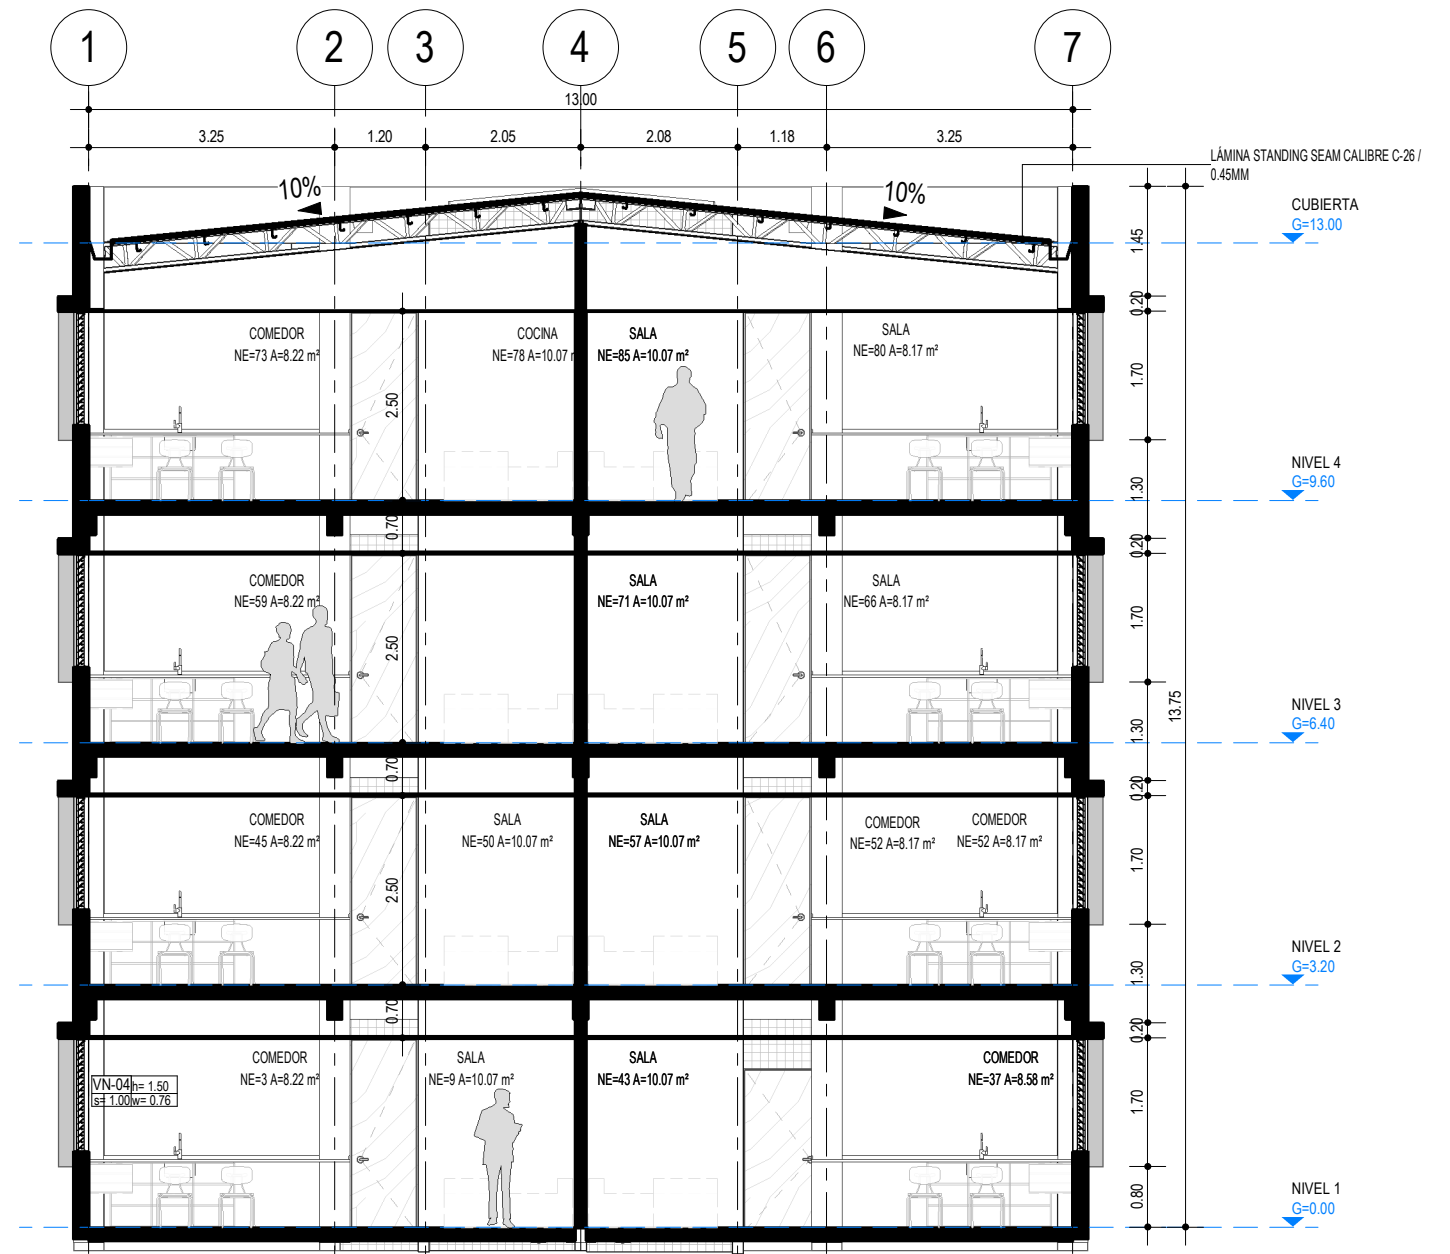 1 2 3 4 5 6 7
13.00
3.25 1.20 2.05 2.08 1.18 3.25
LÁMINA STANDING SEAM CALIBRE C-26 /
0.45MM
10% 10%
CUBIERTA
G=13.00
1.45
0.20
COMEDOR
NE=73 A=8.22 m²
COCINA
NE=78 A=10.07 m
SALA
NE=85 A=10.07 m²
SALA
NE=80 A=8.17 m²
2.50
1.70
NIVEL 4
G=9.60
1.30
0.70
0.20
COMEDOR
NE=59 A=8.22 m²
SALA
NE=71 A=10.07 m²
SALA
NE=66 A=8.17 m²
2.50
1.70
13.75
NIVEL 3
G=6.40
1.30
0.70
0.20
COMEDOR
NE=45 A=8.22 m²
SALA
NE=50 A=10.07 m²
SALA
NE=57 A=10.07 m²
COMEDOR
NE=52 A=8.17 m²
COMEDOR
NE=52 A=8.17 m²
2.50
1.70
NIVEL 2
G=3.20
1.30
0.70
0.20
COMEDOR
NE=3 A=8.22 m²
SALA
NE=9 A=10.07 m²
SALA
NE=43 A=10.07 m²
COMEDOR
NE=37 A=8.58 m²
VN-04 h= 1.50
s= 1.00 w= 0.76
1.70
0.80
NIVEL 1
G=0.00